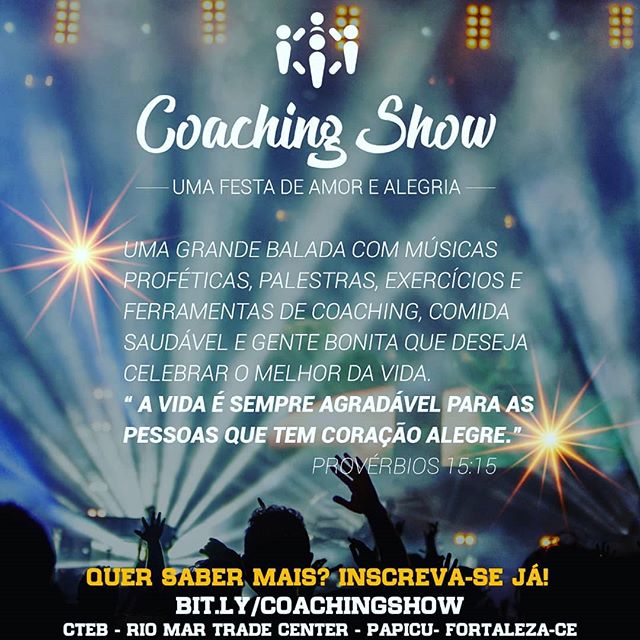 Coaching Show
UMA FESTA DE AMOR E ALEGRIA
UMA GRANDE BALADA COM MÚSICAS
PROFÉTICAS, PALESTRAS, EXERCÍCIOS E
FERRAMENTAS DE COACHING, COMIDA
SAUDÁVEL E GENTE BONITA QUE DESEJA
CELEBRAR O MELHOR DA VIDA.
“ A VIDA É SEMPRE AGRADÁVEL PARA AS
PESSOAS QUE TEM CORAÇÃO ALEGRE.”
PROVÉRBIOS 15:15
QUER SABER MAIS? INSCREVA-SE JÁ!
BIT.LY/COACHINGSHOW
CTEB - RIO MAR TRADE CENTER - PAPICU- FORTALEZA-CE